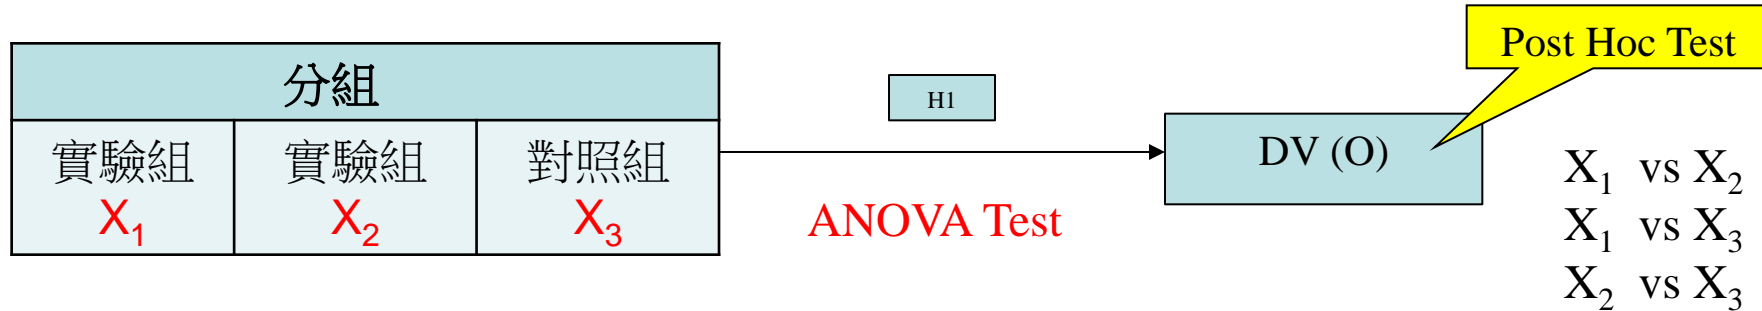 分組
實驗組
X₁
實驗組
X₂
對照組
X₃
H1
ANOVA Test
DV (O)
Post Hoc Test
X₁ vs X₂
X₁ vs X₃
X₂ vs X₃